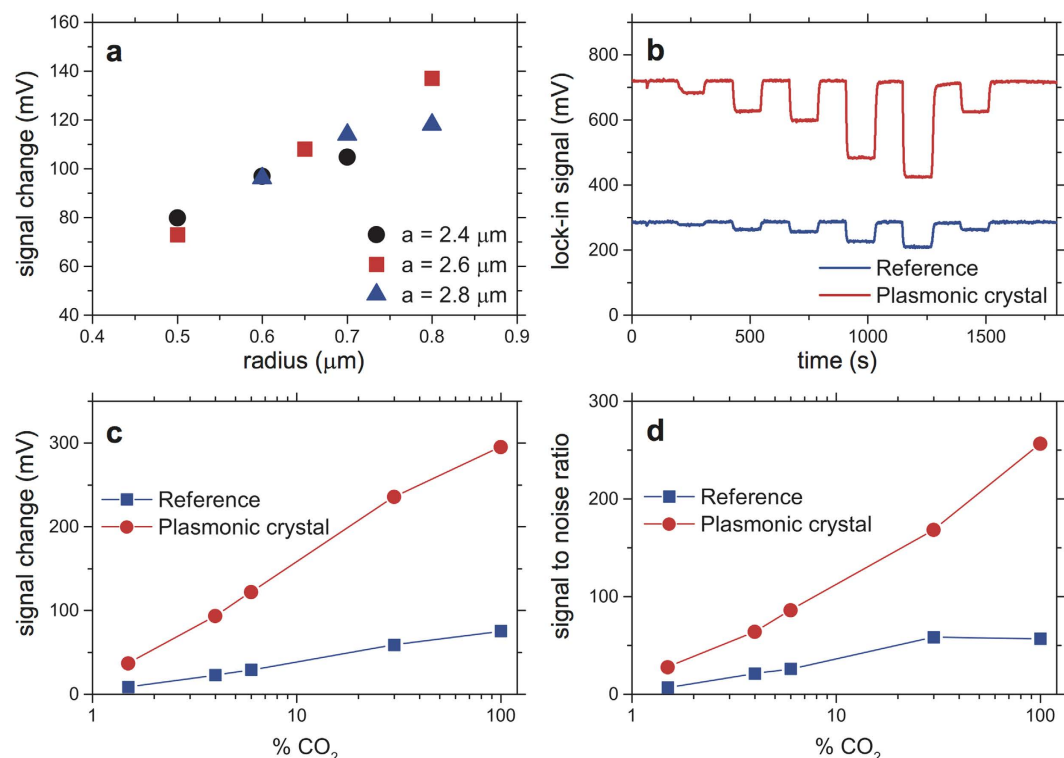 a
signal change (mV)
160
140
120
100
80
60
40
0.4 0.5 0.6 0.7 0.8 0.9
radius (μm)
a = 2.4 μm
a = 2.6 μm
a = 2.8 μm
b
lock-in signal (mV)
800
600
400
200
0 500 1000 1500
time (s)
Reference
Plasmonic crystal
c
signal change (mV)
300
200
100
0
1 10 100
% CO₂
Reference
Plasmonic crystal
d
signal to noise ratio
300
200
100
0
1 10 100
% CO₂
Reference
Plasmonic crystal